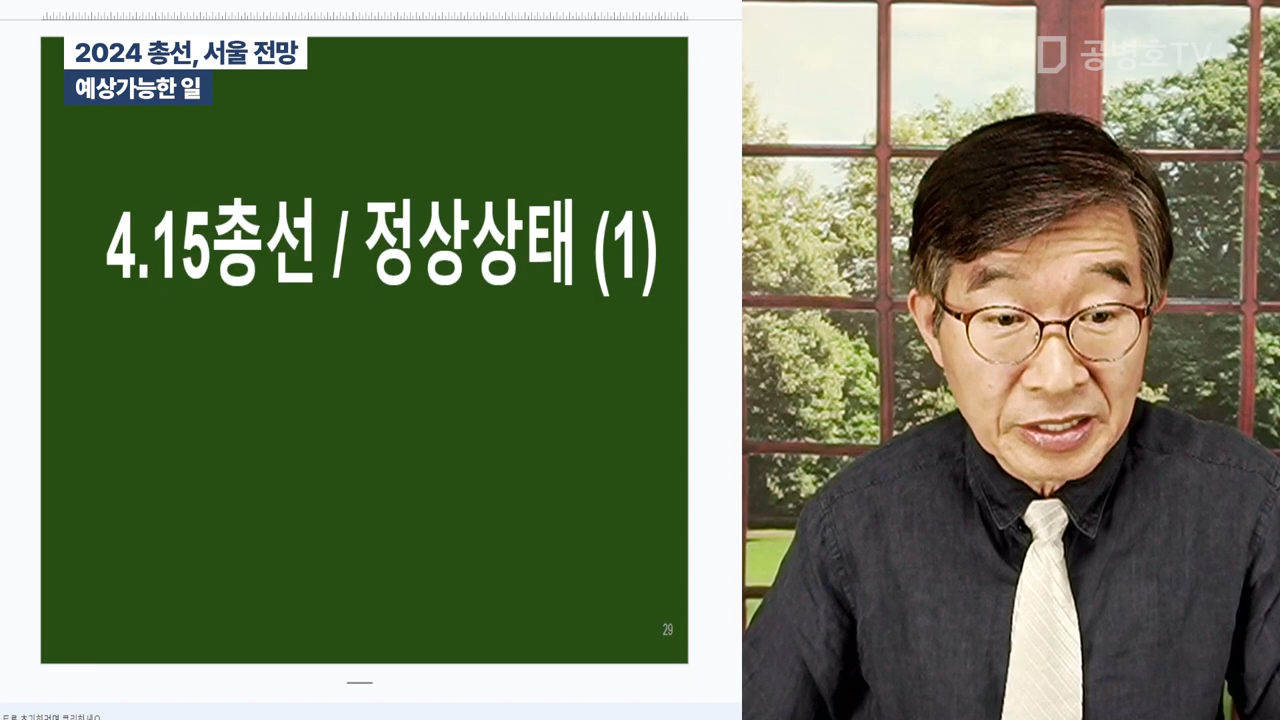 2024 총선, 서울 전망
예상가능한 일
4.15총선 / 정상상태 (1)
29
공병호TV